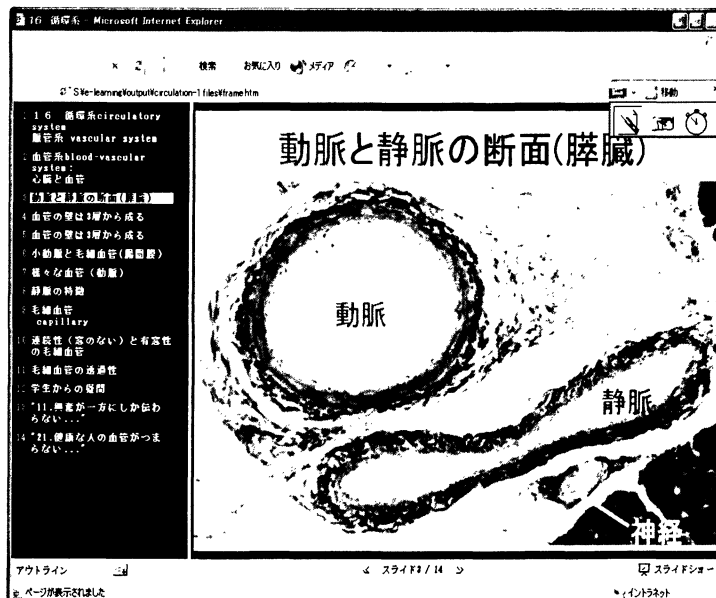 16 循環系 - Microsoft Internet Explorer
検索 お気に入り メディア
S:¥e-learning¥output¥circulation-1.files¥frame.htm
移動
1 16 循環系circulatory
system
脈管系 vascular system
2 血管系blood-vascular
system:
心臓と血管
3 動脈と静脈の断面(膵臓)
4 血管の壁は3層から成る
5 血管の壁は3層から成る
6 小動脈と毛細血管(腸間膜)
7 様々な血管(動脈)
8 静脈の特徴
9 毛細血管
capillary
10 連続性(窓のない)と有窓性
の毛細血管
11 毛細血管の透過性
12 学生からの疑問
13 "11.興奮が一方にしか伝わ
らない..."
14 "21.健康な人の血管がつま
らない..."
動脈と静脈の断面(膵臓)
動脈
静脈
神経
アウトライン
スライド3 / 14
スライドショー
ページが表示されました
イントラネット